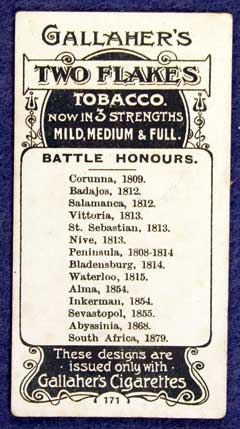 GALLAHER'S
TWO FLAKES
TOBACCO.
NOW IN 3 STRENGTHS
MILD, MEDIUM & FULL.
BATTLE HONOURS.
Corunna, 1809.
Badajos, 1812.
Salamanca, 1812.
Vittoria, 1813.
St. Sebastian, 1813.
Nive, 1813.
Peninsula, 1808-1814
Bladensburg, 1814.
Waterloo, 1815.
Alma, 1854.
Inkerman, 1854.
Sevastopol, 1855.
Abyssinia, 1868.
South Africa, 1879.
These designs are
issued only with
Gallaher's Cigarettes
171